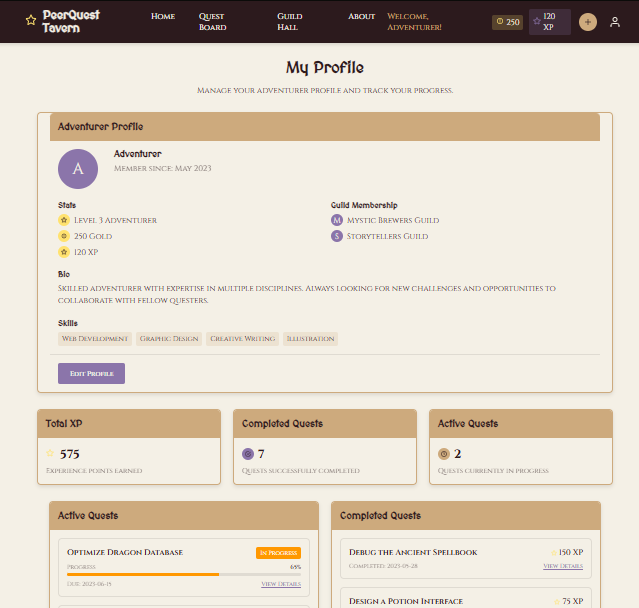 PeerQuest Tavern
Home
Quest Board
Guild Hall
About
Welcome, Adventurer!
250
120 XP
My Profile
Manage your adventurer profile and track your progress.
Adventurer Profile
A
Adventurer
Member since: May 2023
Stats
Level 3 Adventurer
250 Gold
120 XP
Guild Membership
M Mystic Brewers Guild
S Storytellers Guild
Bio
Skilled adventurer with expertise in multiple disciplines. Always looking for new challenges and opportunities to
collaborate with fellow questers.
Skills
Web Development
Graphic Design
Creative Writing
Illustration
Edit Profile
Total XP
575
Experience points earned
Completed Quests
7
Quests successfully completed
Active Quests
2
Quests currently in progress
Active Quests
Optimize Dragon Database
In Progress
Progress
65%
Due: 2023-06-15
View Details
Completed Quests
Debug the Ancient Spellbook
150 XP
Completed: 2023-05-28
View Details
Design a Potion Interface
75 XP